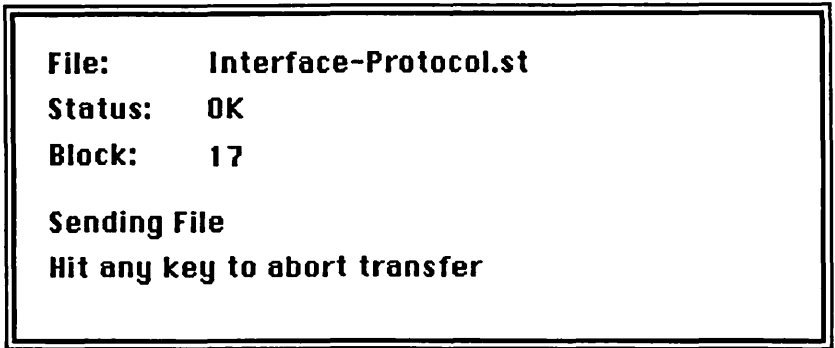 File: Interface-Protocol.st
Status: OK
Block: 17
Sending File
Hit any key to abort transfer